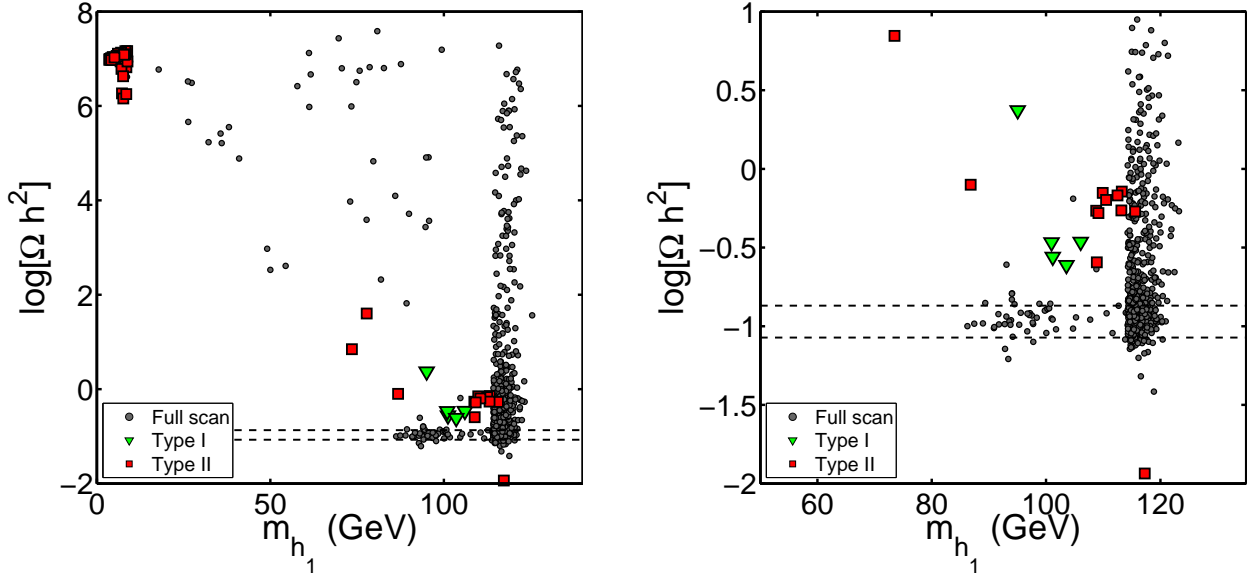 8
6
4
2
0
−2
log[Ω h²]
0
50
100
m_h₁ (GeV)
Full scan
Type I
Type II
1
0.5
0
−0.5
−1
−1.5
−2
log[Ω h²]
60
80
100
120
m_h₁ (GeV)
Full scan
Type I
Type II